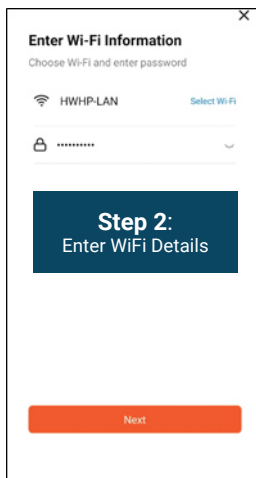 Enter Wi-Fi Information
Choose Wi-Fi and enter password
HWHP-LAN Select Wi-Fi
••••••••••
Step 2:
Enter WiFi Details
Next